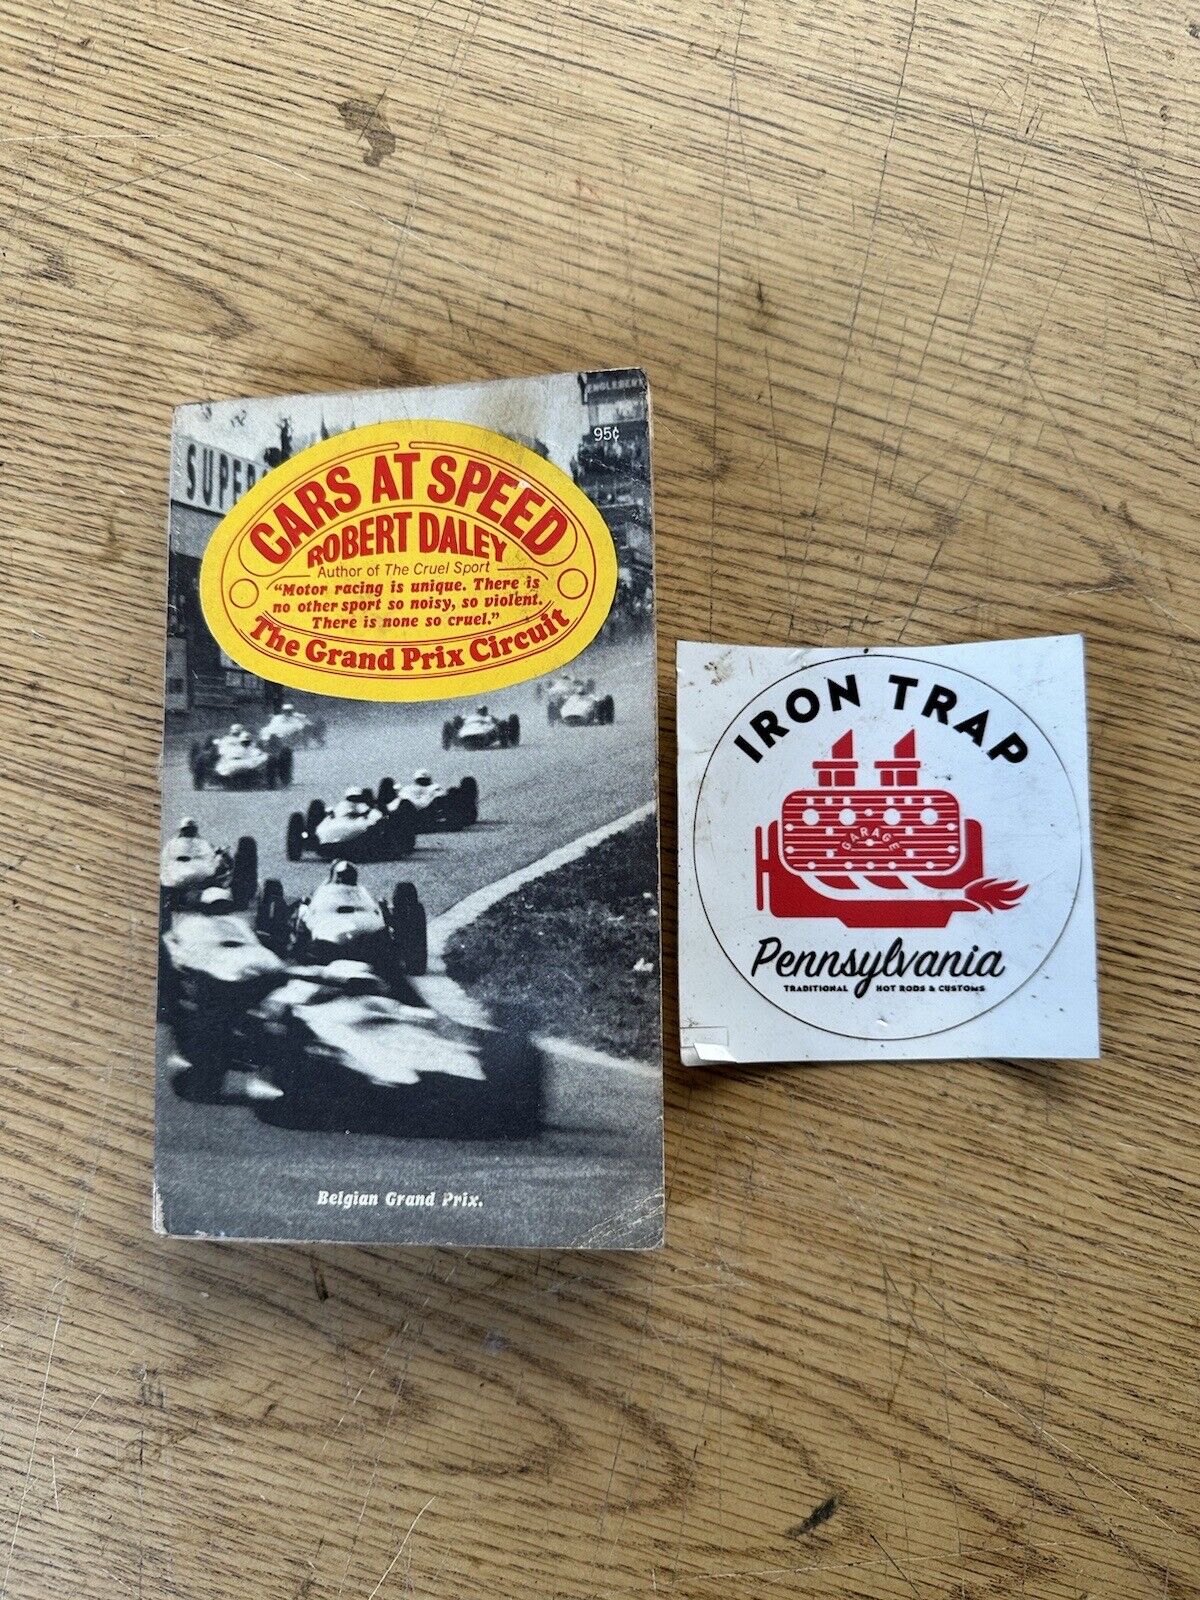 ENGLEBERT
95¢
SUPER
CARS AT SPEED
ROBERT DALEY
Author of The Cruel Sport
“Motor racing is unique. There is
no other sport so noisy, so violent.
There is none so cruel.”
The Grand Prix Circuit
Belgian Grand Prix.
IRON TRAP
GARAGE
Pennsylvania
TRADITIONAL HOT RODS & CUSTOMS